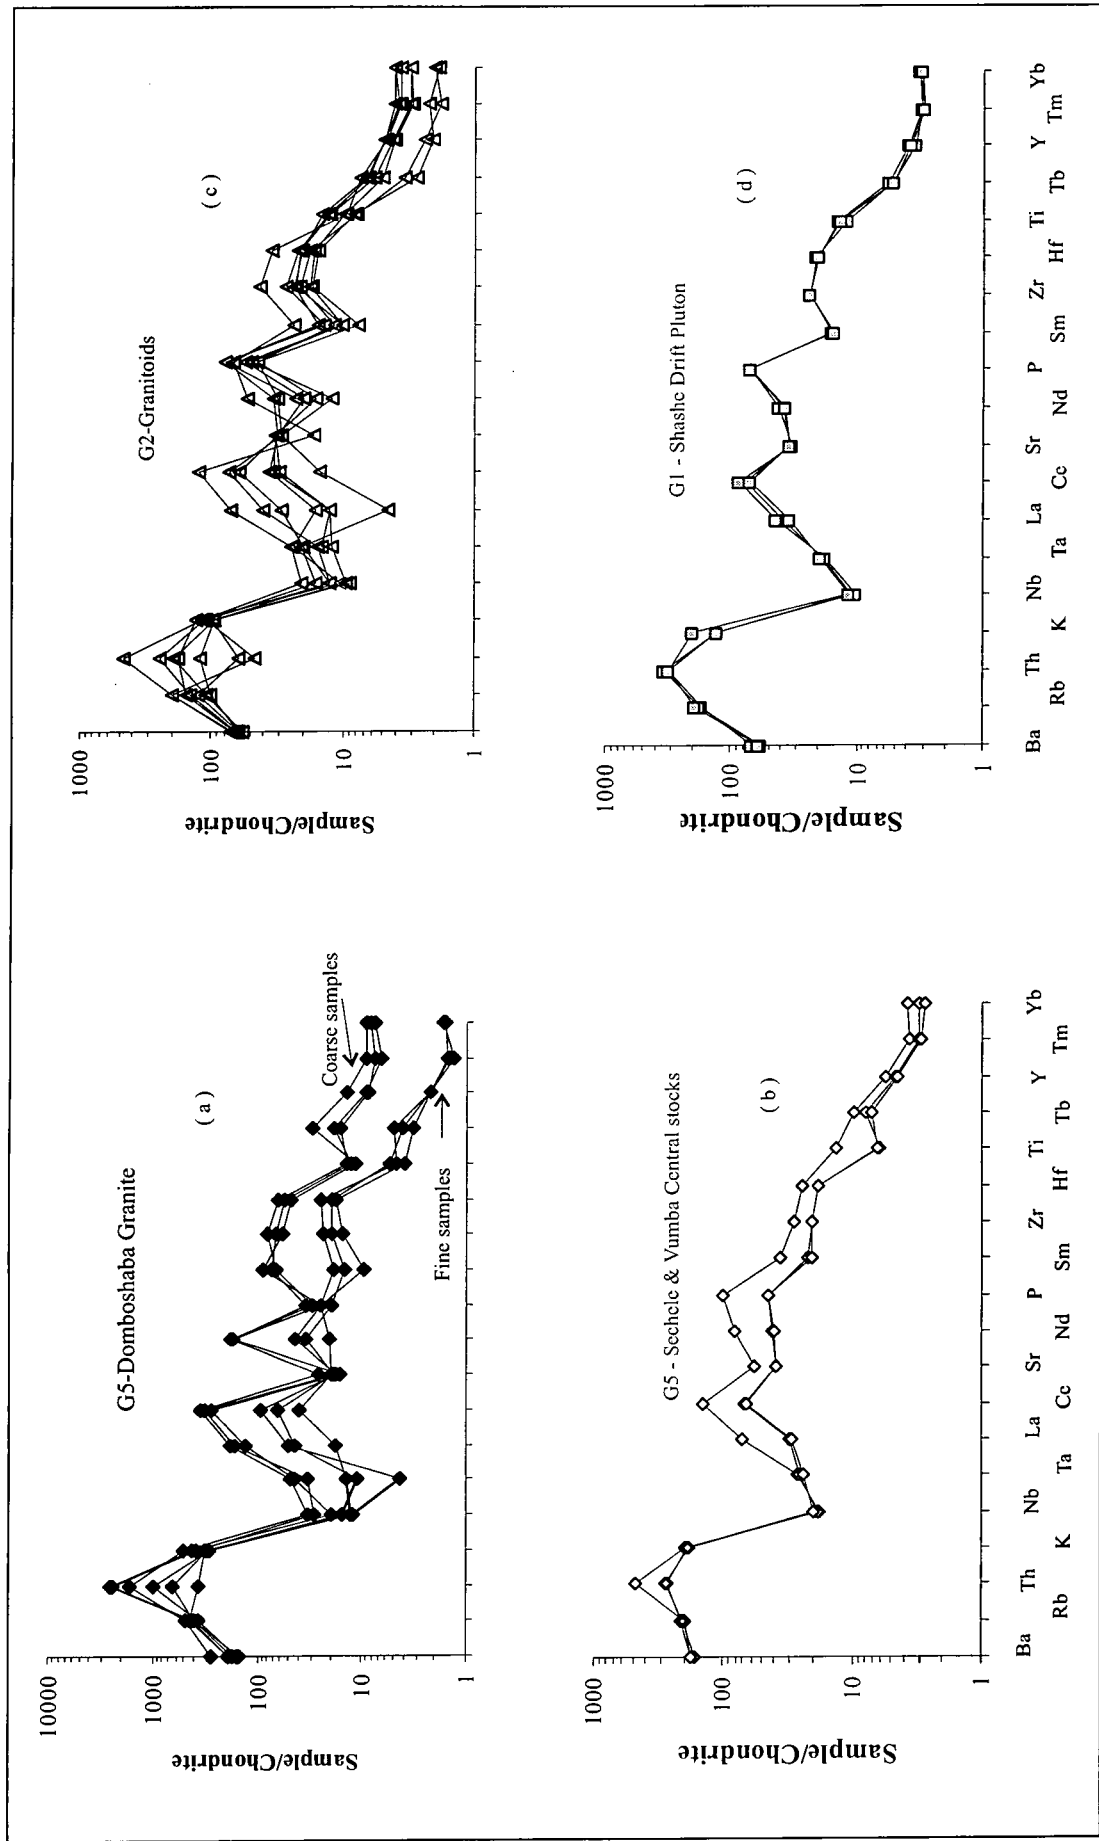 G5-Domboshaba Granite
( a )
Coarse samples
Fine samples
Sample/Chondrite
10000
1000
100
10
1
G2-Granitoids
( c )
Sample/Chondrite
1000
100
10
1
G5 - Sechele & Vumba Central stocks
( b )
Sample/Chondrite
1000
100
10
1
Ba Rb Th K Nb Ta La Ce Sr Nd P Sm Zr Hf Ti Tb Y Tm Yb
G1 - Shashe Drift Pluton
( d )
Sample/Chondrite
1000
100
10
1
Ba Rb Th K Nb Ta La Ce Sr Nd P Sm Zr Hf Ti Tb Y Tm Yb